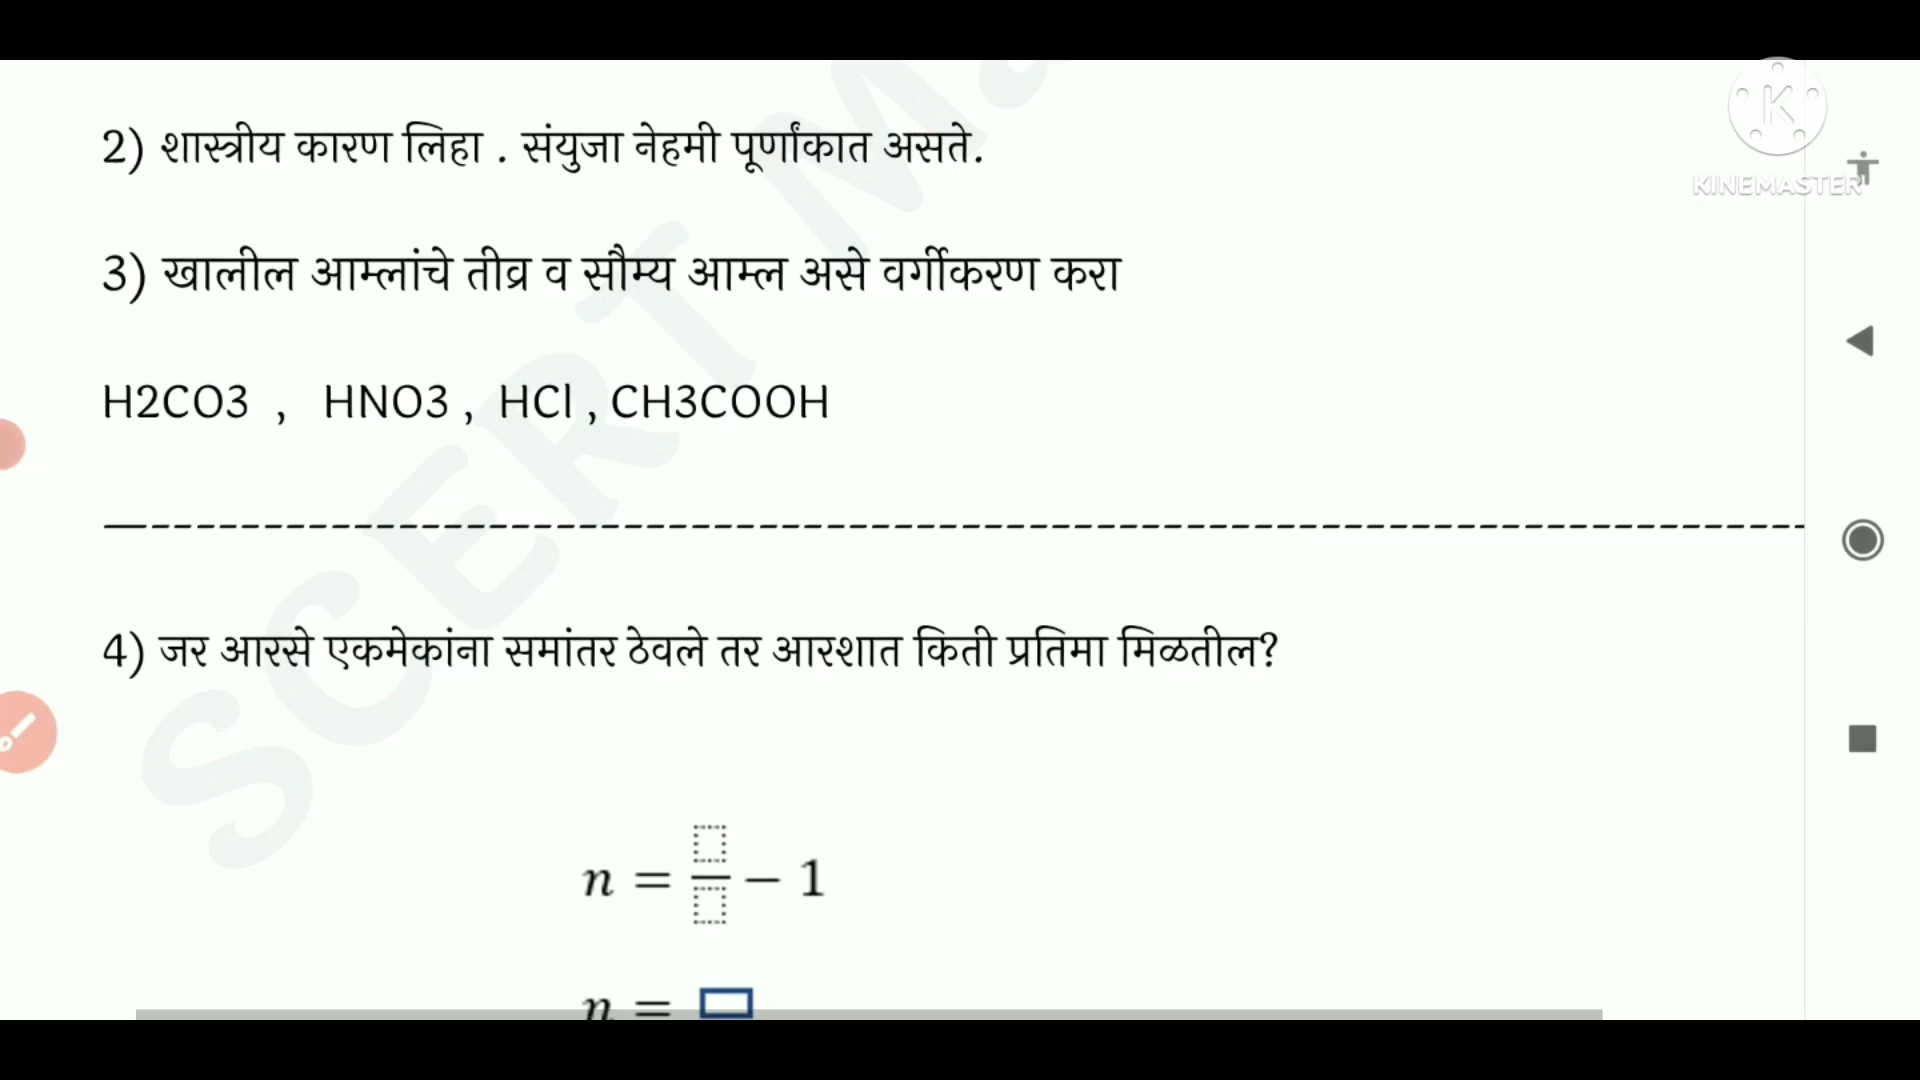 2) शास्त्रीय कारण लिहा . संयुजा नेहमी पूर्णांकात असते.
KINEMASTER
3) खालील आम्लांचे तीव्र व सौम्य आम्ल असे वर्गीकरण करा
H2CO3 , HNO3 , HCl , CH3COOH
4) जर आरसे एकमेकांना समांतर ठेवले तर आरशात किती प्रतिमा मिळतील?
n = □/□ − 1
n = □
SCERT